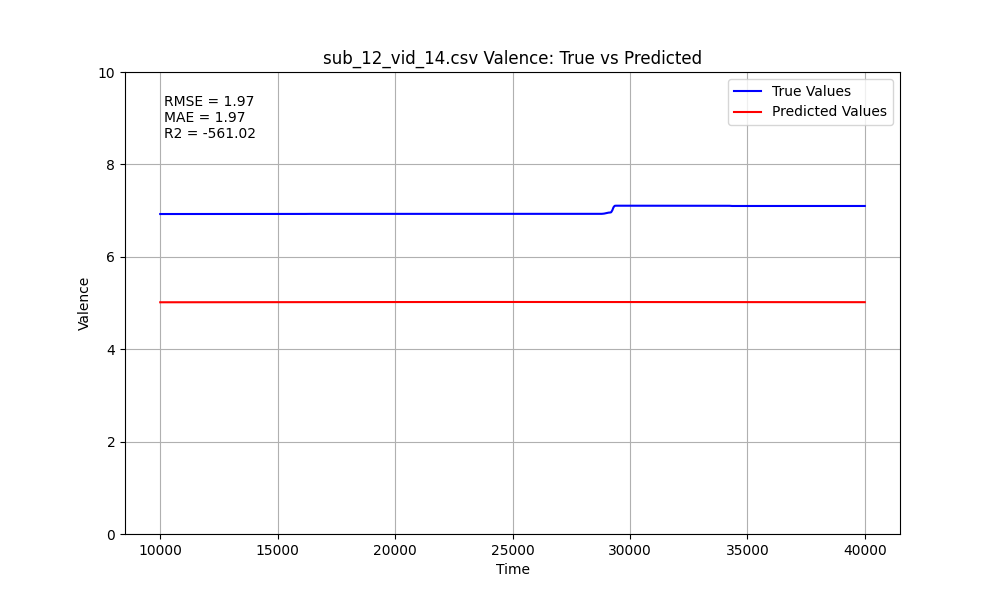 sub_12_vid_14.csv Valence: True vs Predicted
RMSE = 1.97
MAE = 1.97
R2 = -561.02
True Values
Predicted Values
10
8
6
4
2
0
Valence
10000 15000 20000 25000 30000 35000 40000
Time